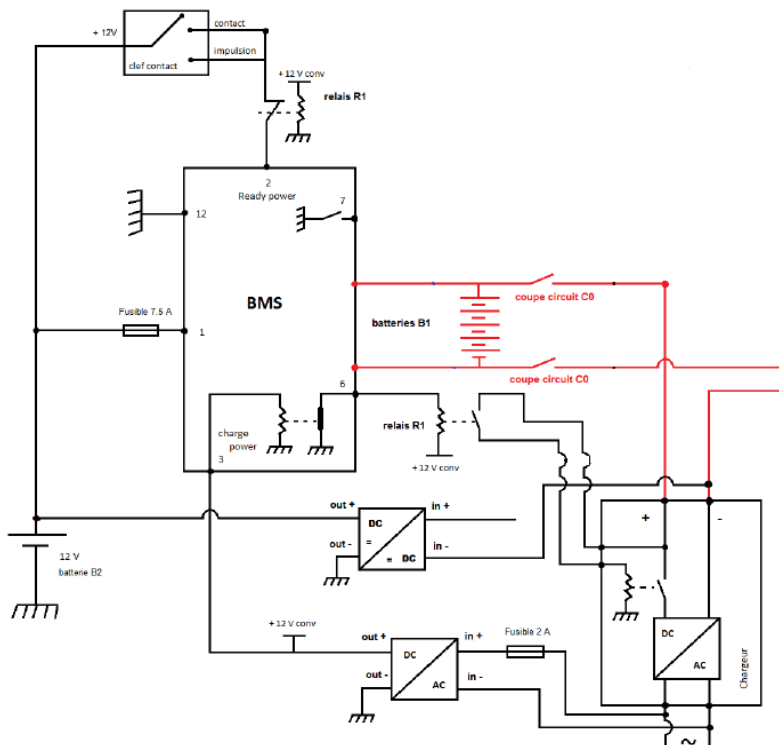 contact
+ 12V
impulsion
clef contact
+ 12 V conv
relais R1
2
Ready power
7
12
BMS
Fusible 7.5 A
1
coupe circuit C0
batteries B1
coupe circuit C0
6
relais R1
charge
power
3
+ 12 V conv
out +
in +
DC
+
-
out -
=
= DC
in -
12 V
batterie B2
+ 12 V conv
out +
in +
Fusible 2 A
DC
DC
out -
AC
in -
AC
Chargeur
~